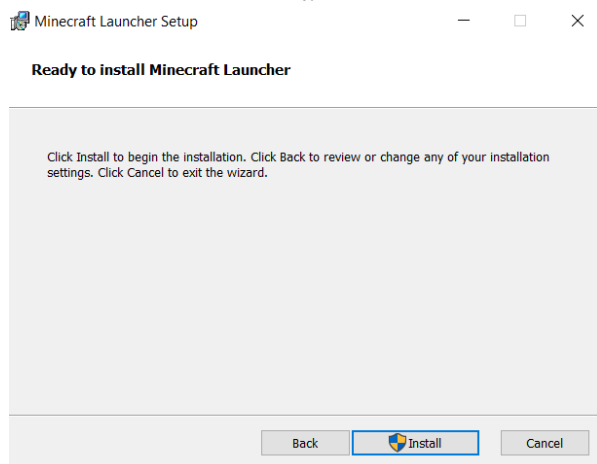 Minecraft Launcher Setup
Ready to install Minecraft Launcher
Click Install to begin the installation. Click Back to review or change any of your installation
settings. Click Cancel to exit the wizard.
Back Install Cancel